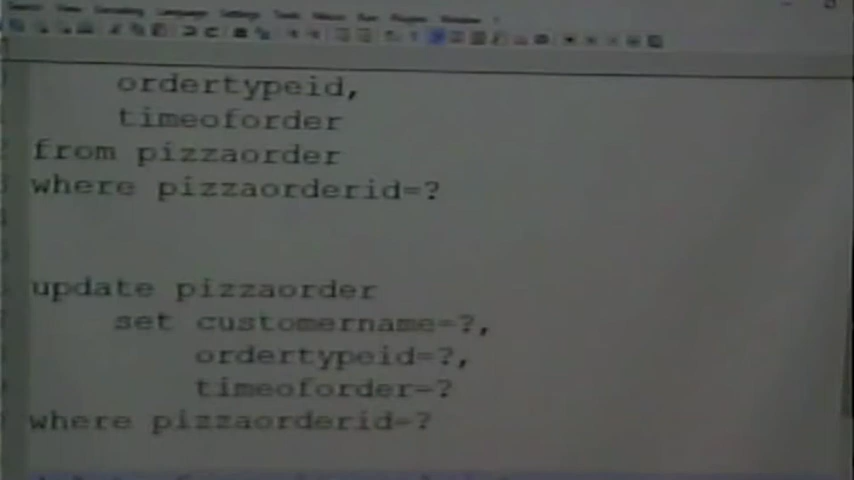 ordertypeid,
timeoforder
from pizzaorder
where pizzaorderid=?
update pizzaorder
set customername=?,
ordertypeid=?,
timeoforder=?
where pizzaorderid=?